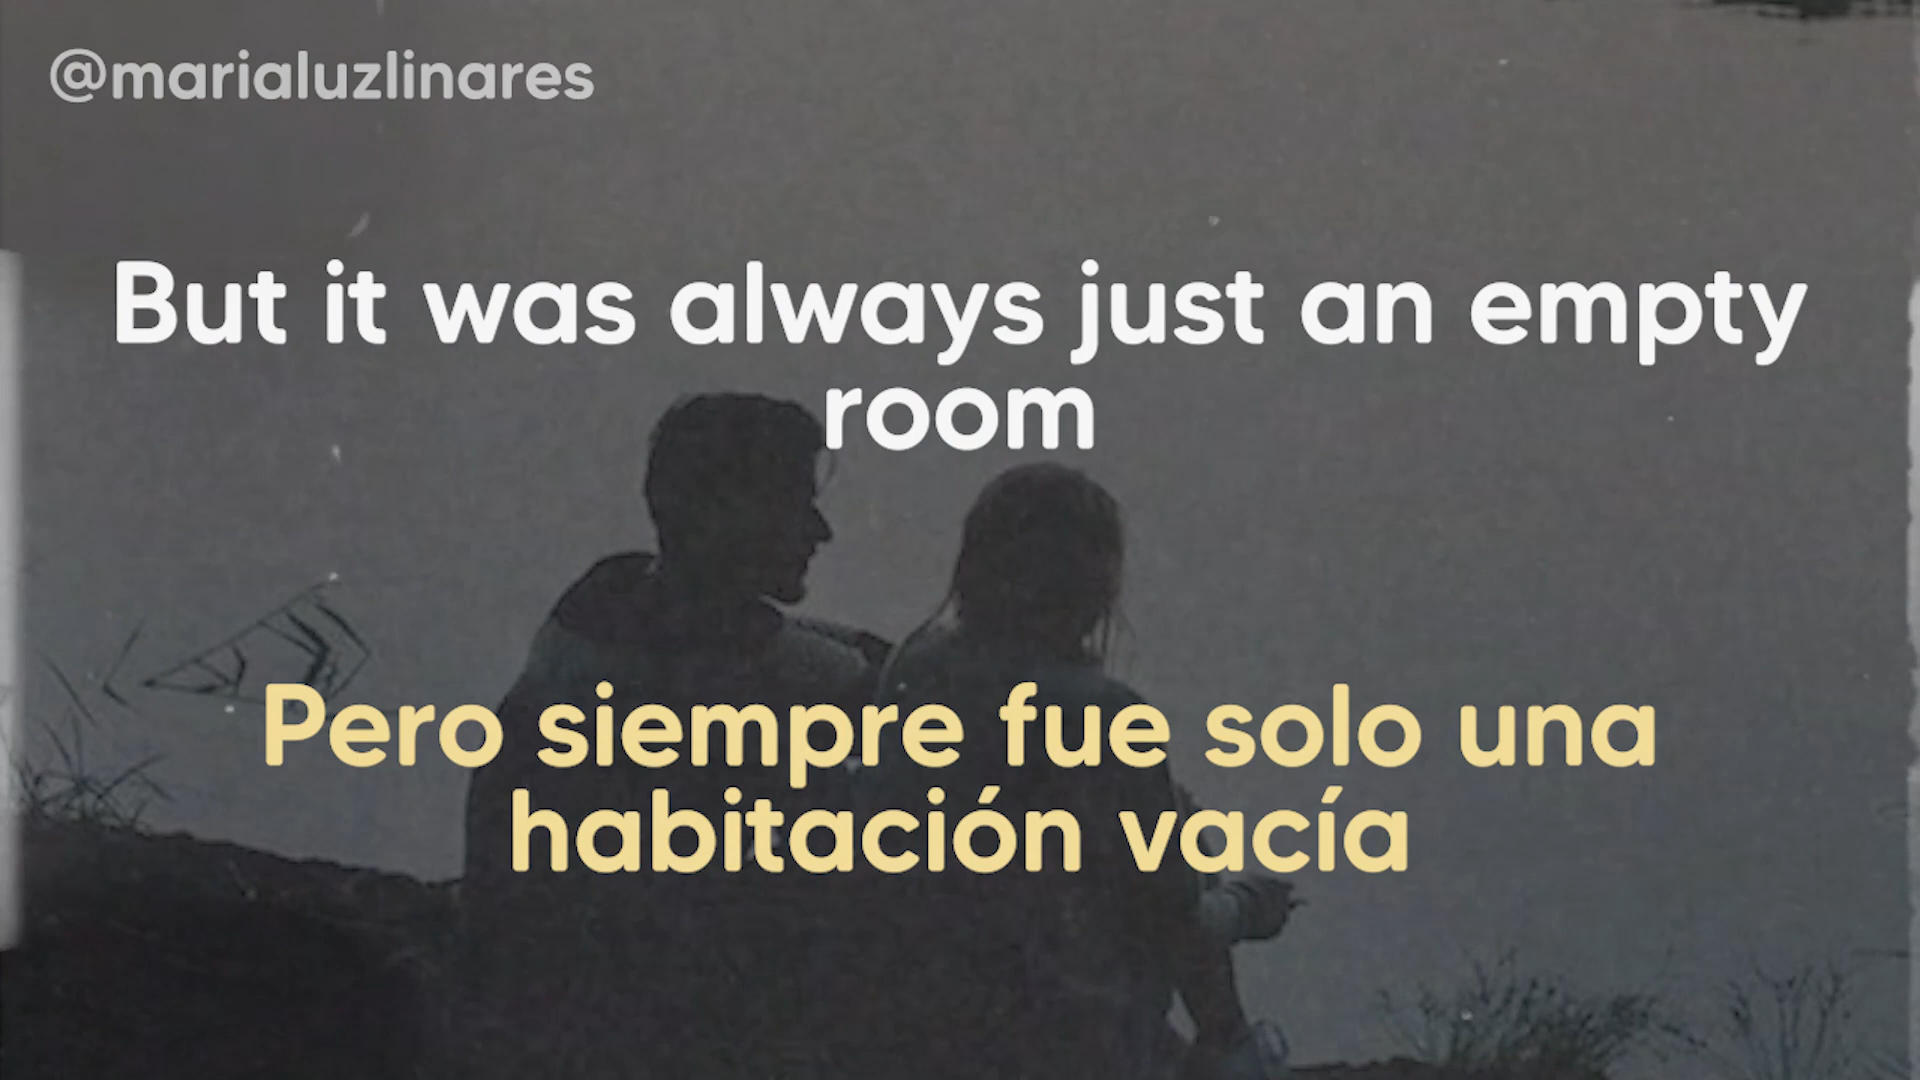 @marialuzlinares
But it was always just an empty
room
Pero siempre fue solo una
habitación vacía